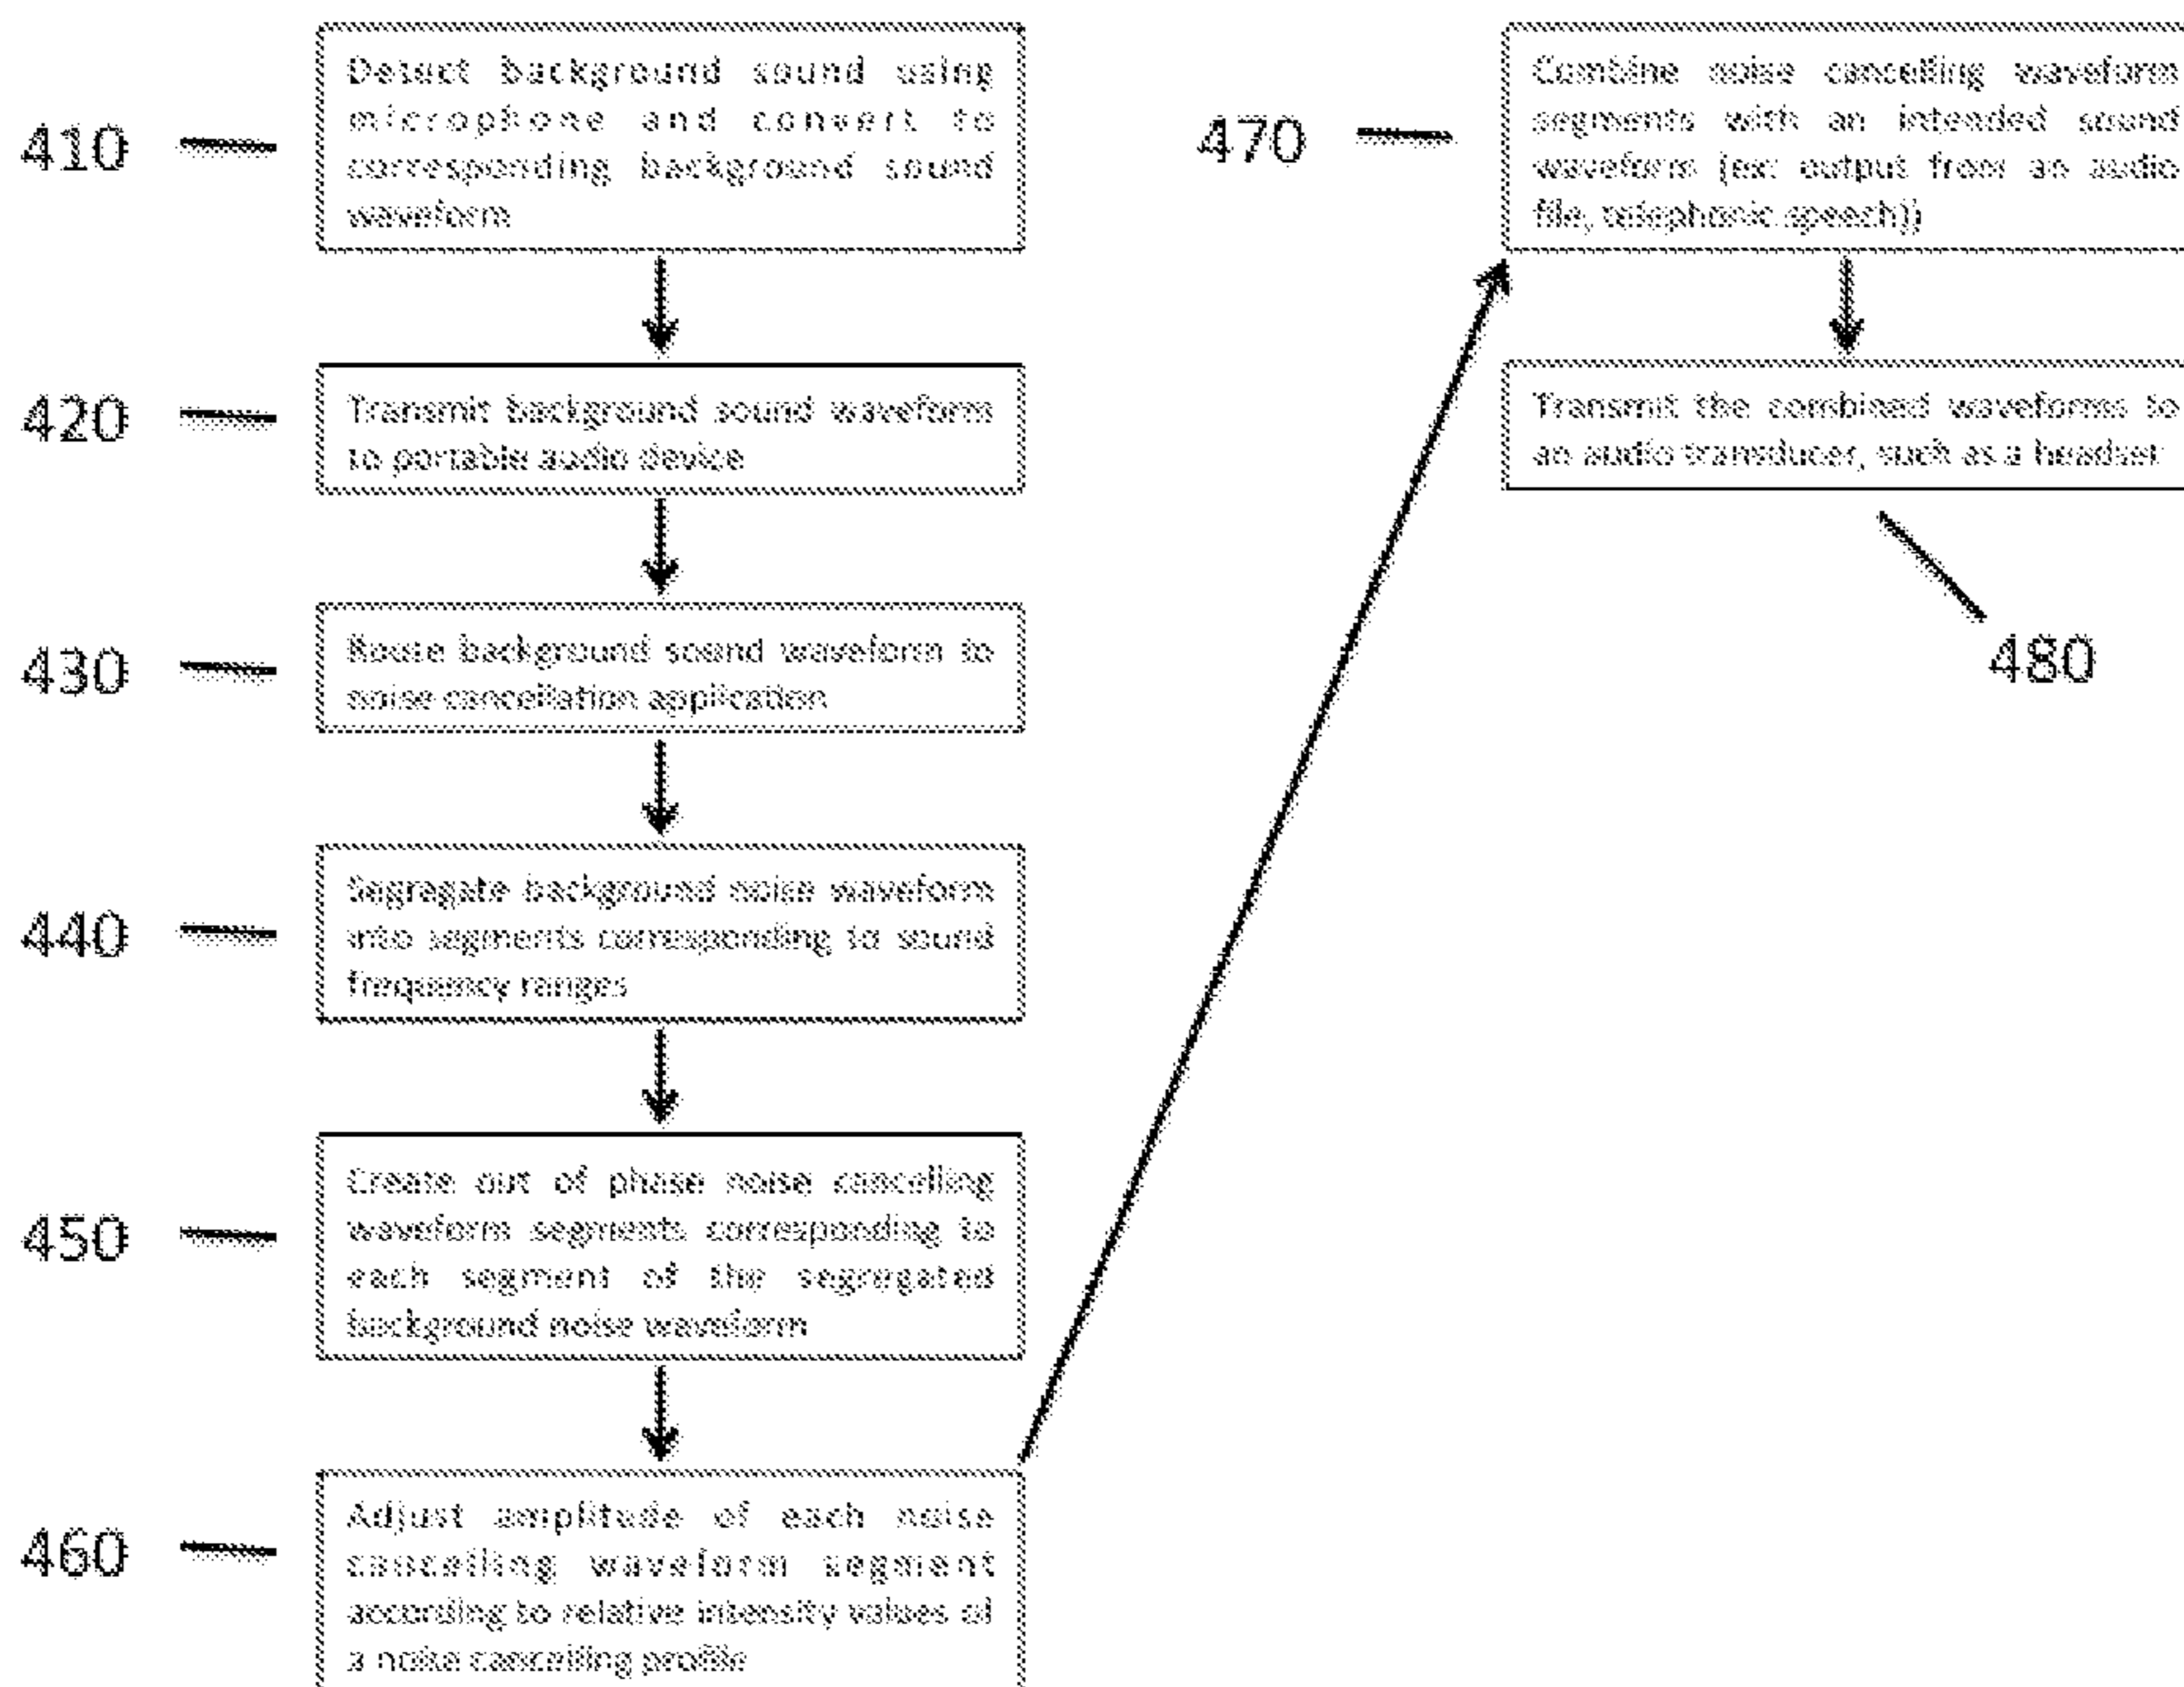 410
Detect background sound using
microphone and convert to
corresponding background sound
waveform
420
Transmit background sound waveform
to portable audio device
430
Route background sound waveform to
noise cancellation application
440
Segregate background noise waveform
into segments corresponding to sound
frequency ranges
450
Create out of phase noise cancelling
waveform segments corresponding to
each segment of the segregated
background noise waveform
460
Adjust amplitude of each noise
cancelling waveform segment
according to relative intensity values of
a noise cancelling profile
470
Combine noise cancelling waveform
segments with an intended sound
waveform (ex: output from an audio
file, telephonic speech))
Transmit the combined waveforms to
an audio transducer, such as a headset
480